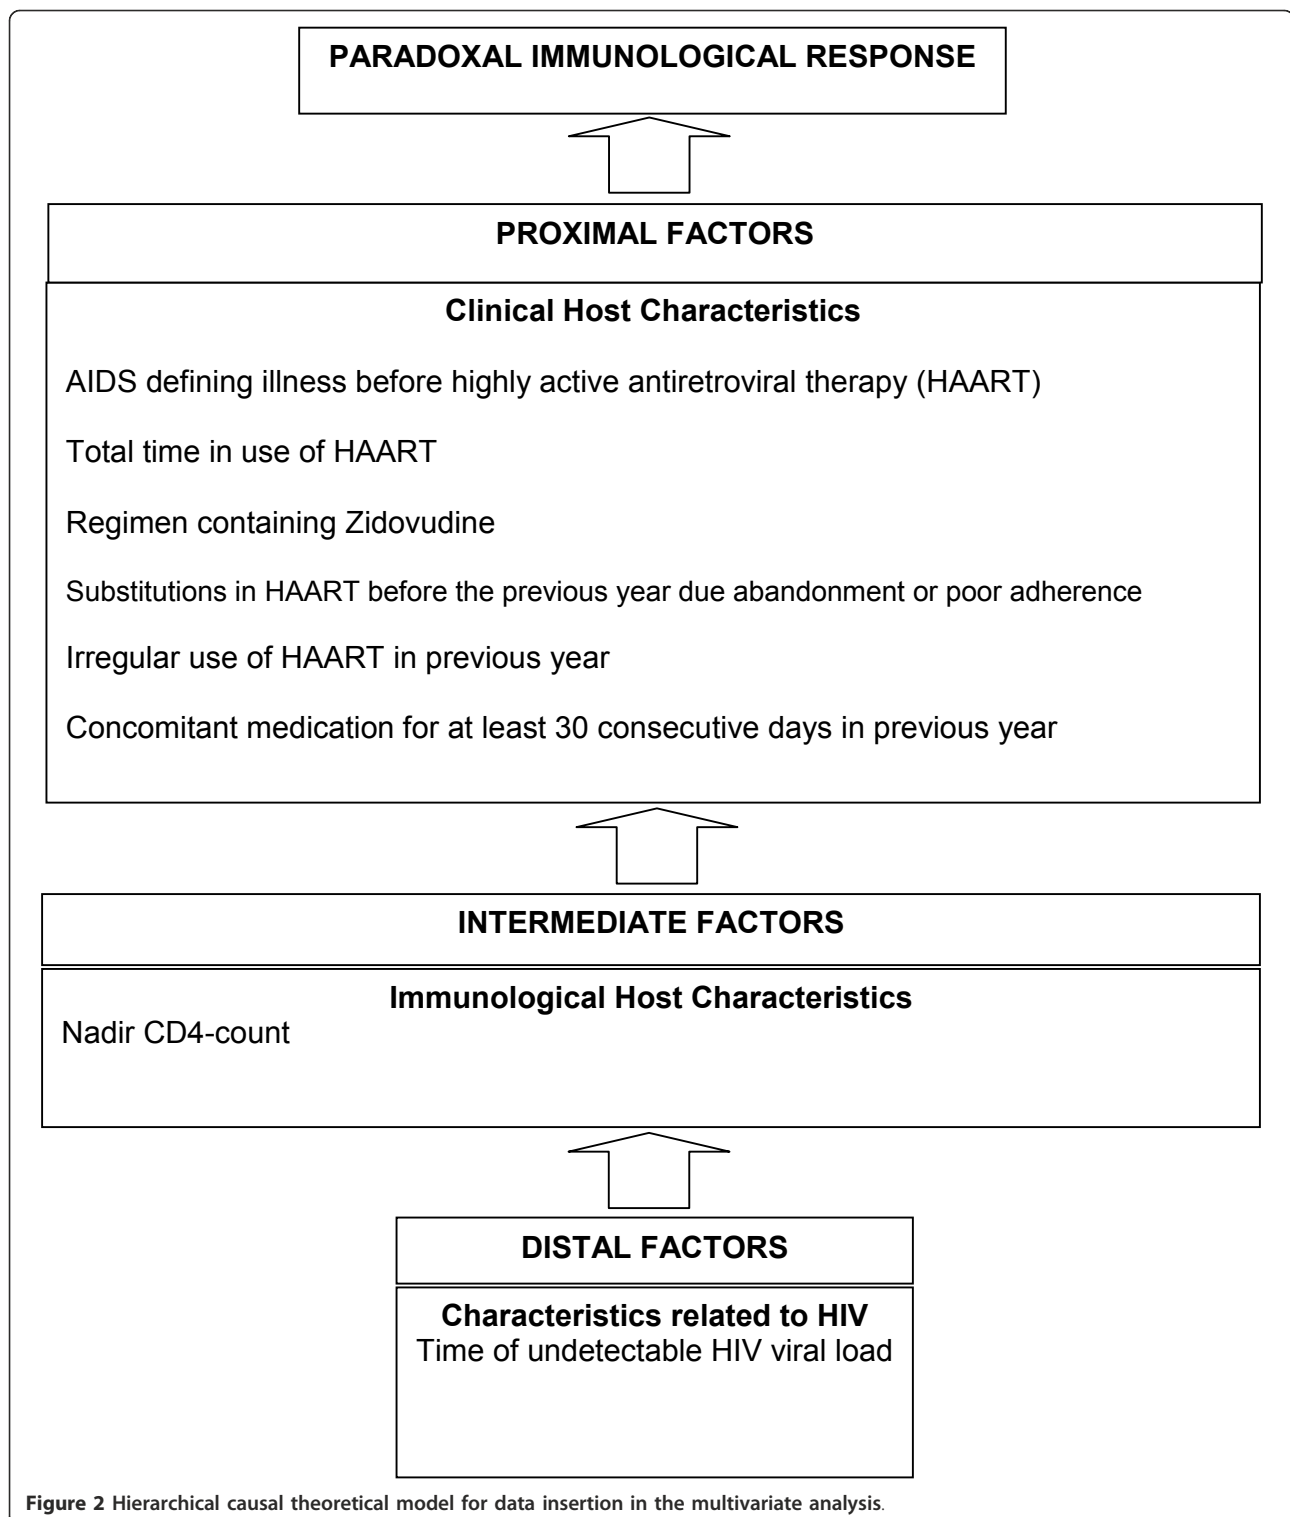 PARADOXAL IMMUNOLOGICAL RESPONSE
PROXIMAL FACTORS
Clinical Host Characteristics
AIDS defining illness before highly active antiretroviral therapy (HAART)
Total time in use of HAART
Regimen containing Zidovudine
Substitutions in HAART before the previous year due abandonment or poor adherence
Irregular use of HAART in previous year
Concomitant medication for at least 30 consecutive days in previous year
INTERMEDIATE FACTORS
Immunological Host Characteristics
Nadir CD4-count
DISTAL FACTORS
Characteristics related to HIV
Time of undetectable HIV viral load
Figure 2 Hierarchical causal theoretical model for data insertion in the multivariate analysis.